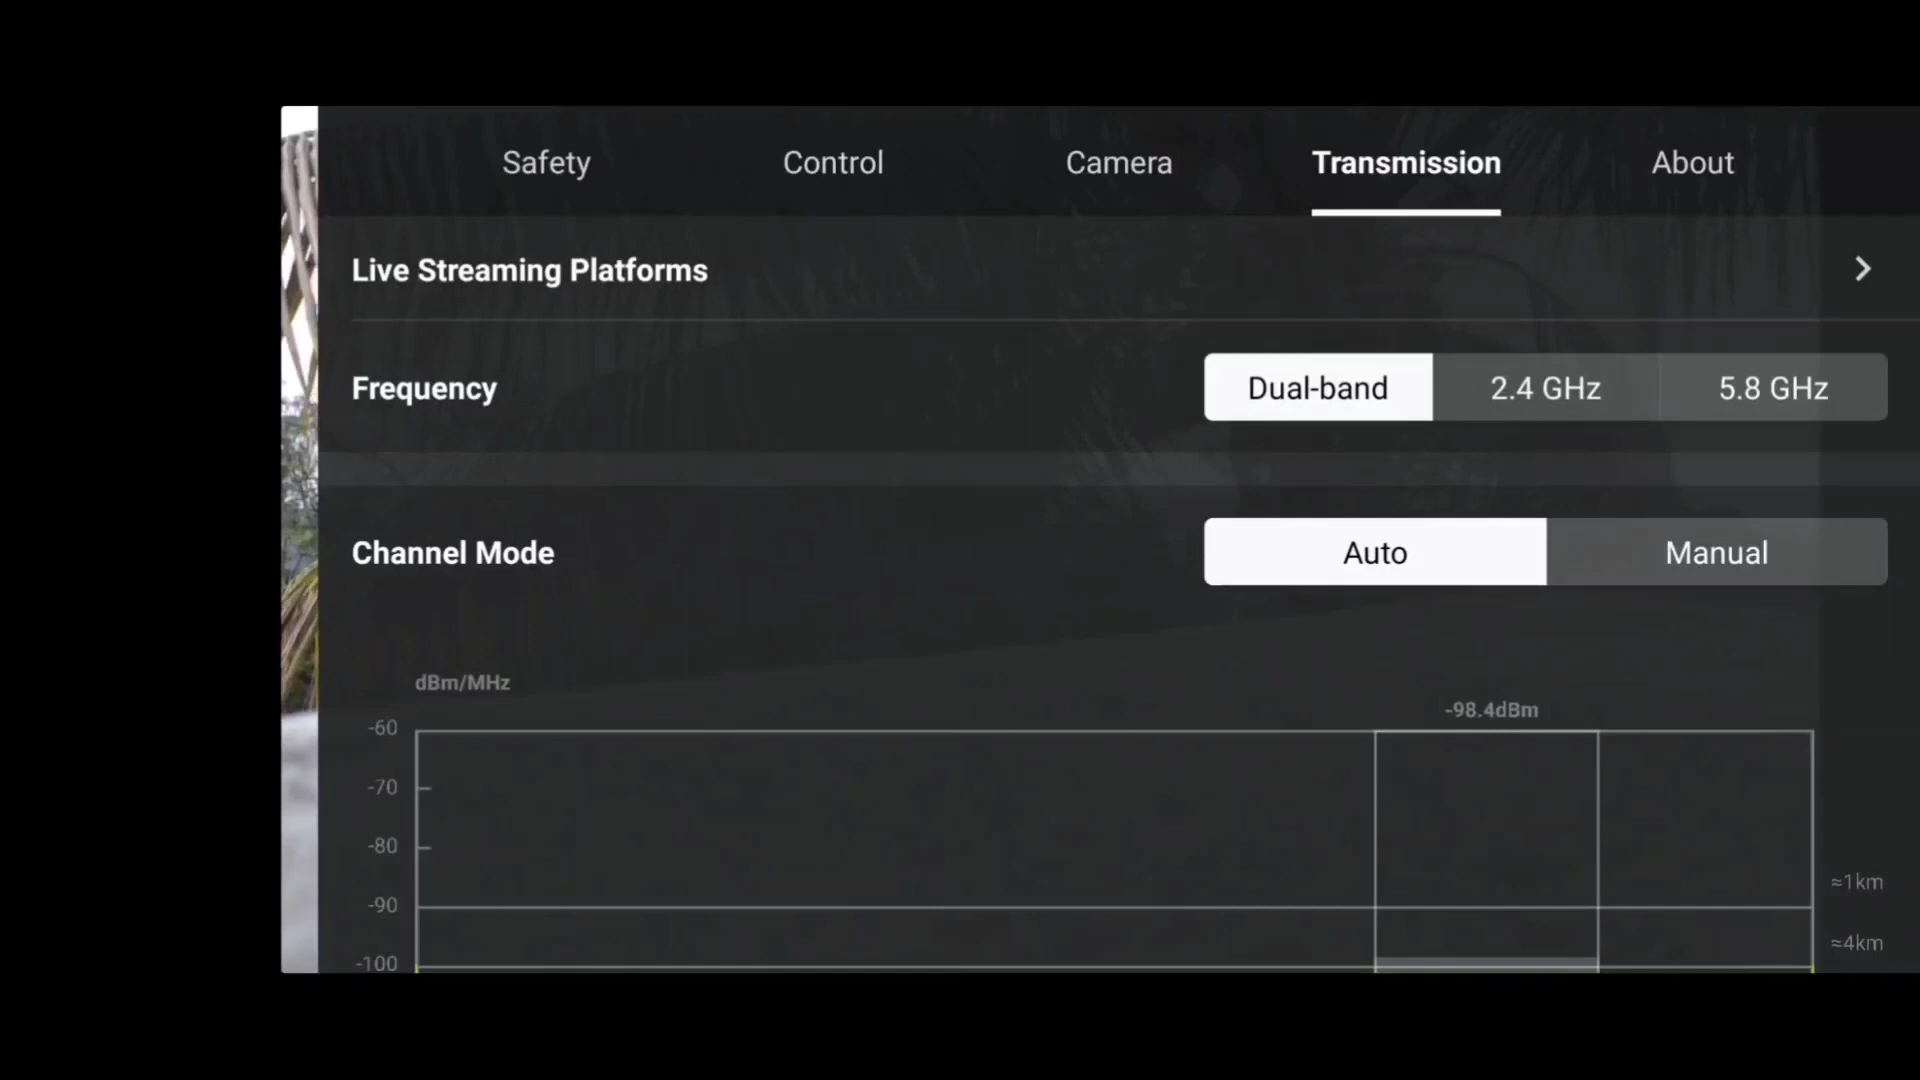 Safety Control Camera Transmission About
Live Streaming Platforms
Frequency Dual-band 2.4 GHz 5.8 GHz
Channel Mode Auto Manual
dBm/MHz
-98.4dBm
-60
-70
-80
≈1km
-90
≈4km
-100